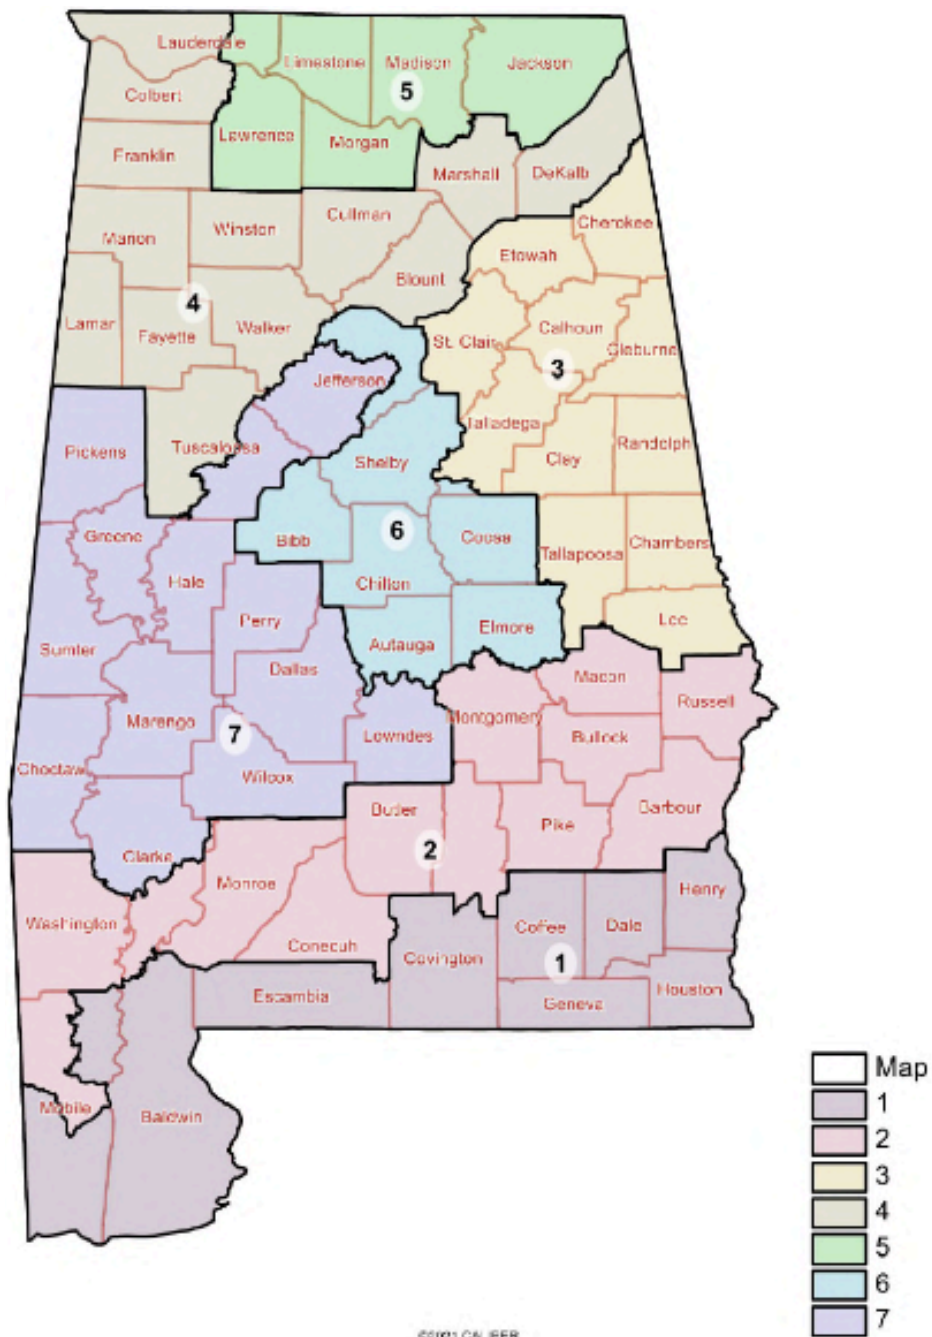 Lauderdale
Limestone
Madison
Jackson
5
Colbert
Lawrence
Morgan
Franklin
Marshall
DeKalb
Cherokee
Marion
Winston
Cullman
Etowah
Blount
4
Lamar
Fayette
Walker
St. Clair
Calhoun
Cleburne
3
Jefferson
Talladega
Pickens
Tuscaloosa
Shelby
Clay
Randolph
6
Greene
Bibb
Coosa
Tallapoosa
Chambers
Hale
Chilton
Perry
Autauga
Elmore
Lee
Sumter
Dallas
Macon
Russell
Marengo
7
Lowndes
Montgomery
Bullock
Choctaw
Wilcox
Butler
Pike
Barbour
2
Clarke
Monroe
Henry
Washington
Conecuh
Covington
Coffee
Dale
1
Escambia
Geneva
Houston
Mobile
Baldwin
Map
1
2
3
4
5
6
7
CALIPER